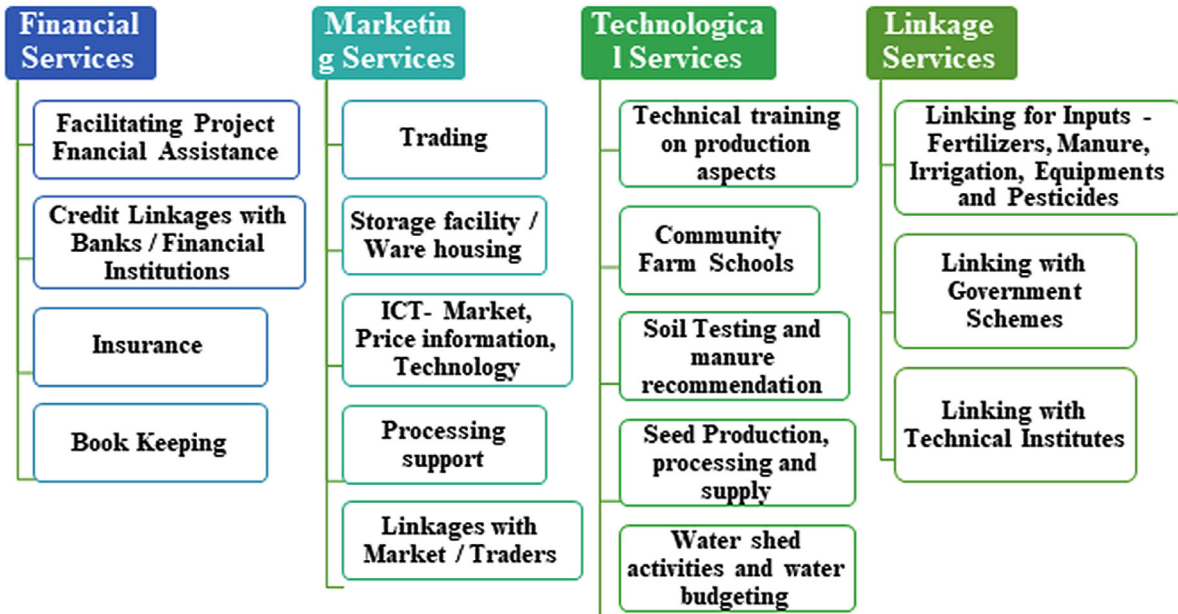 Financial
Services
Facilitating Project
Fnancial Assistance
Credit Linkages with
Banks / Financial
Institutions
Insurance
Book Keeping
Marketin
g Services
Trading
Storage facility /
Ware housing
ICT- Market,
Price information,
Technology
Processing
support
Linkages with
Market / Traders
Technologica
l Services
Technical training
on production
aspects
Community
Farm Schools
Soil Testing and
manure
recommendation
Seed Production,
processing and
supply
Water shed
activities and water
budgeting
Linkage
Services
Linking for Inputs -
Fertilizers, Manure,
Irrigation, Equipments
and Pesticides
Linking with
Government
Schemes
Linking with
Technical Institutes